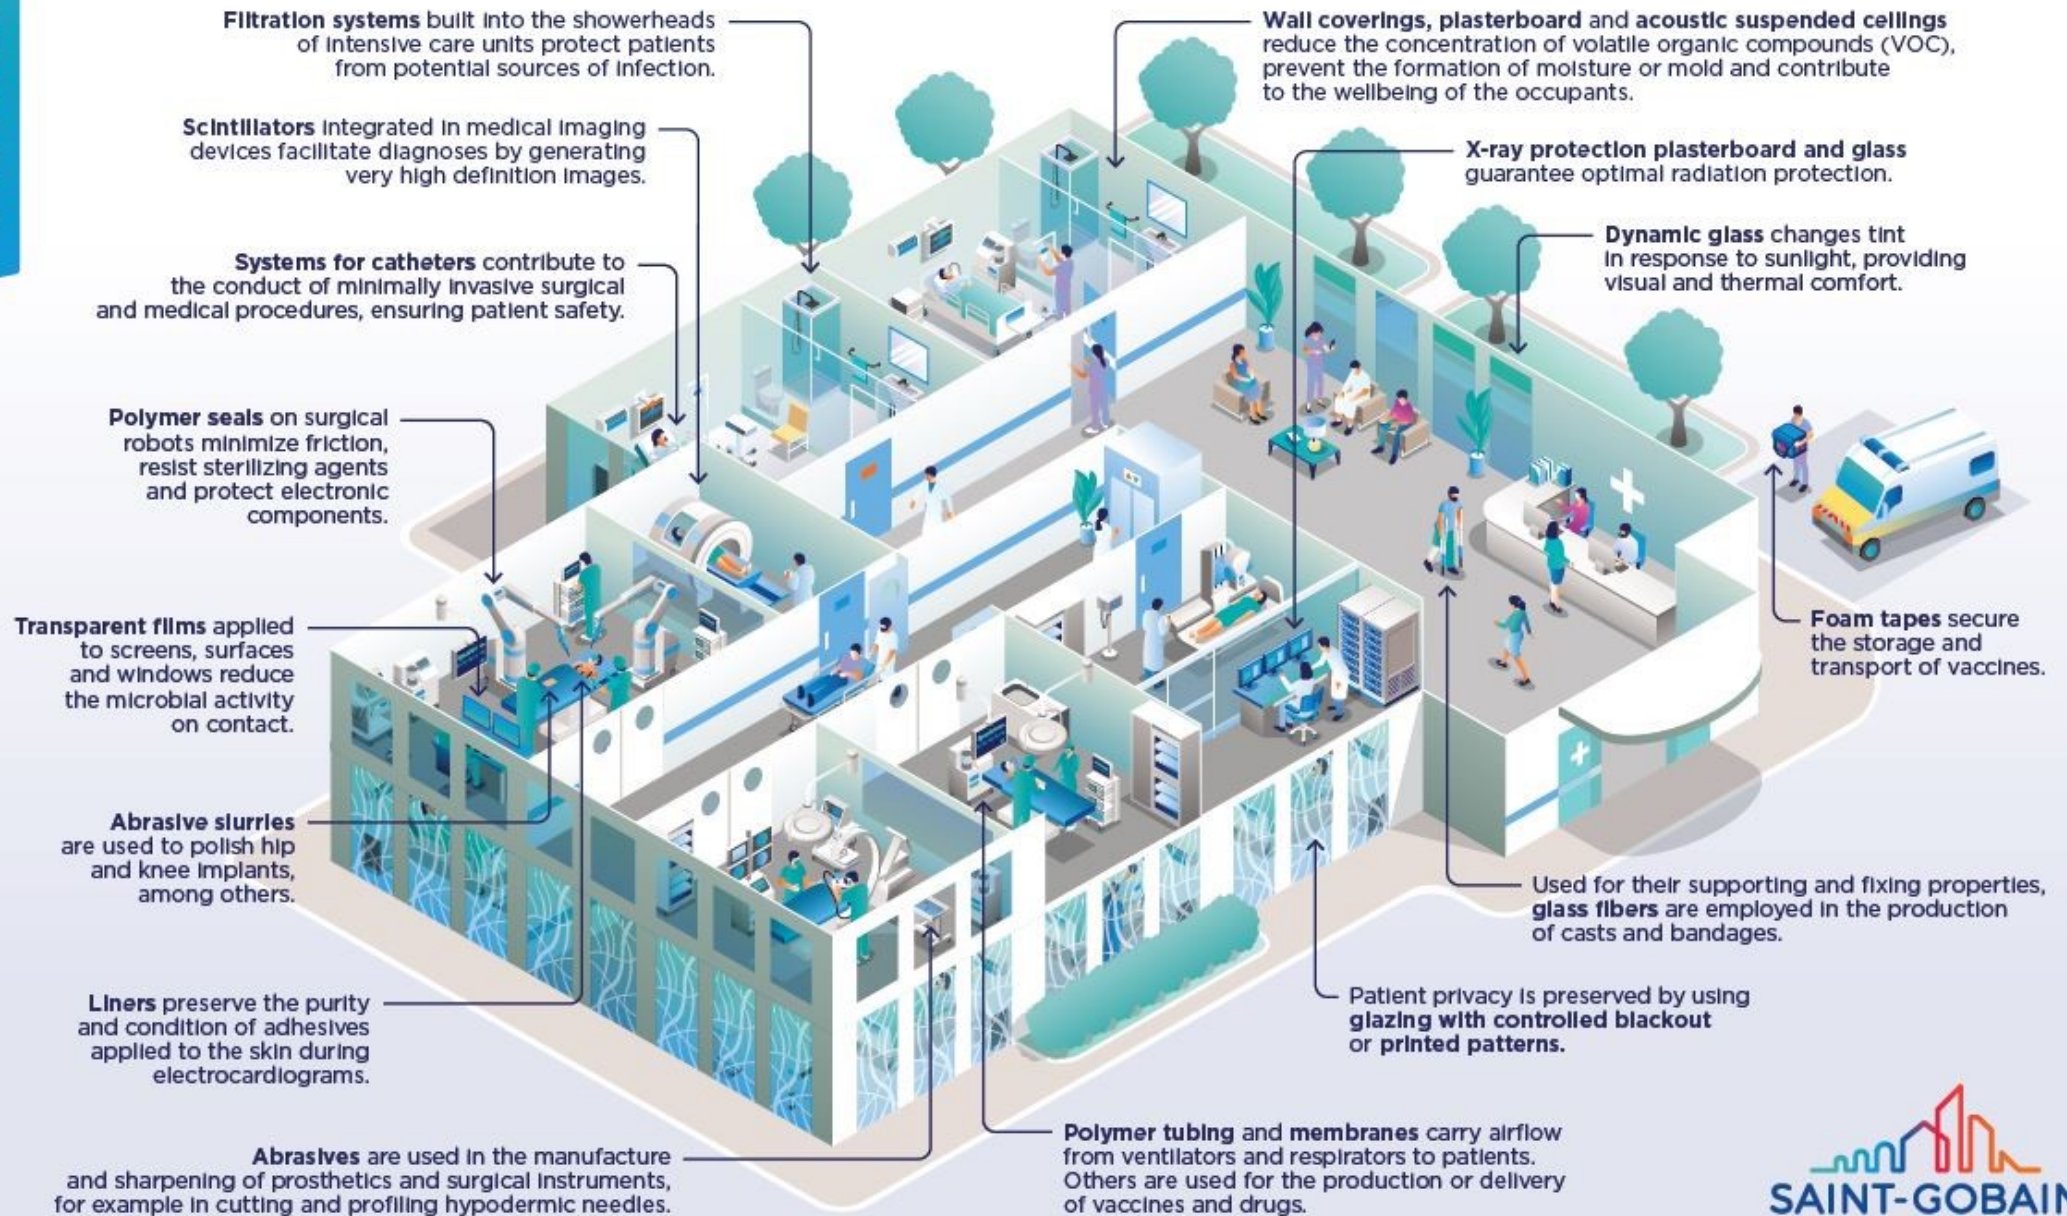 Filtration systems built into the showerheads
of intensive care units protect patients
from potential sources of infection.
Scintillators integrated in medical imaging
devices facilitate diagnoses by generating
very high definition images.
Systems for catheters contribute to
the conduct of minimally invasive surgical
and medical procedures, ensuring patient safety.
Polymer seals on surgical
robots minimize friction,
resist sterilizing agents
and protect electronic
components.
Transparent films applied
to screens, surfaces
and windows reduce
the microbial activity
on contact.
Abrasive slurries
are used to polish hip
and knee implants,
among others.
Liners preserve the purity
and condition of adhesives
applied to the skin during
electrocardiograms.
Abrasives are used in the manufacture
and sharpening of prosthetics and surgical instruments,
for example in cutting and profiling hypodermic needles.
Wall coverings, plasterboard and acoustic suspended ceilings
reduce the concentration of volatile organic compounds (VOC),
prevent the formation of moisture or mold and contribute
to the wellbeing of the occupants.
X-ray protection plasterboard and glass
guarantee optimal radiation protection.
Dynamic glass changes tint
in response to sunlight, providing
visual and thermal comfort.
Foam tapes secure
the storage and
transport of vaccines.
Used for their supporting and fixing properties,
glass fibers are employed in the production
of casts and bandages.
Patient privacy is preserved by using
glazing with controlled blackout
or printed patterns.
Polymer tubing and membranes carry airflow
from ventilators and respirators to patients.
Others are used for the production or delivery
of vaccines and drugs.
SAINT-GOBAIN